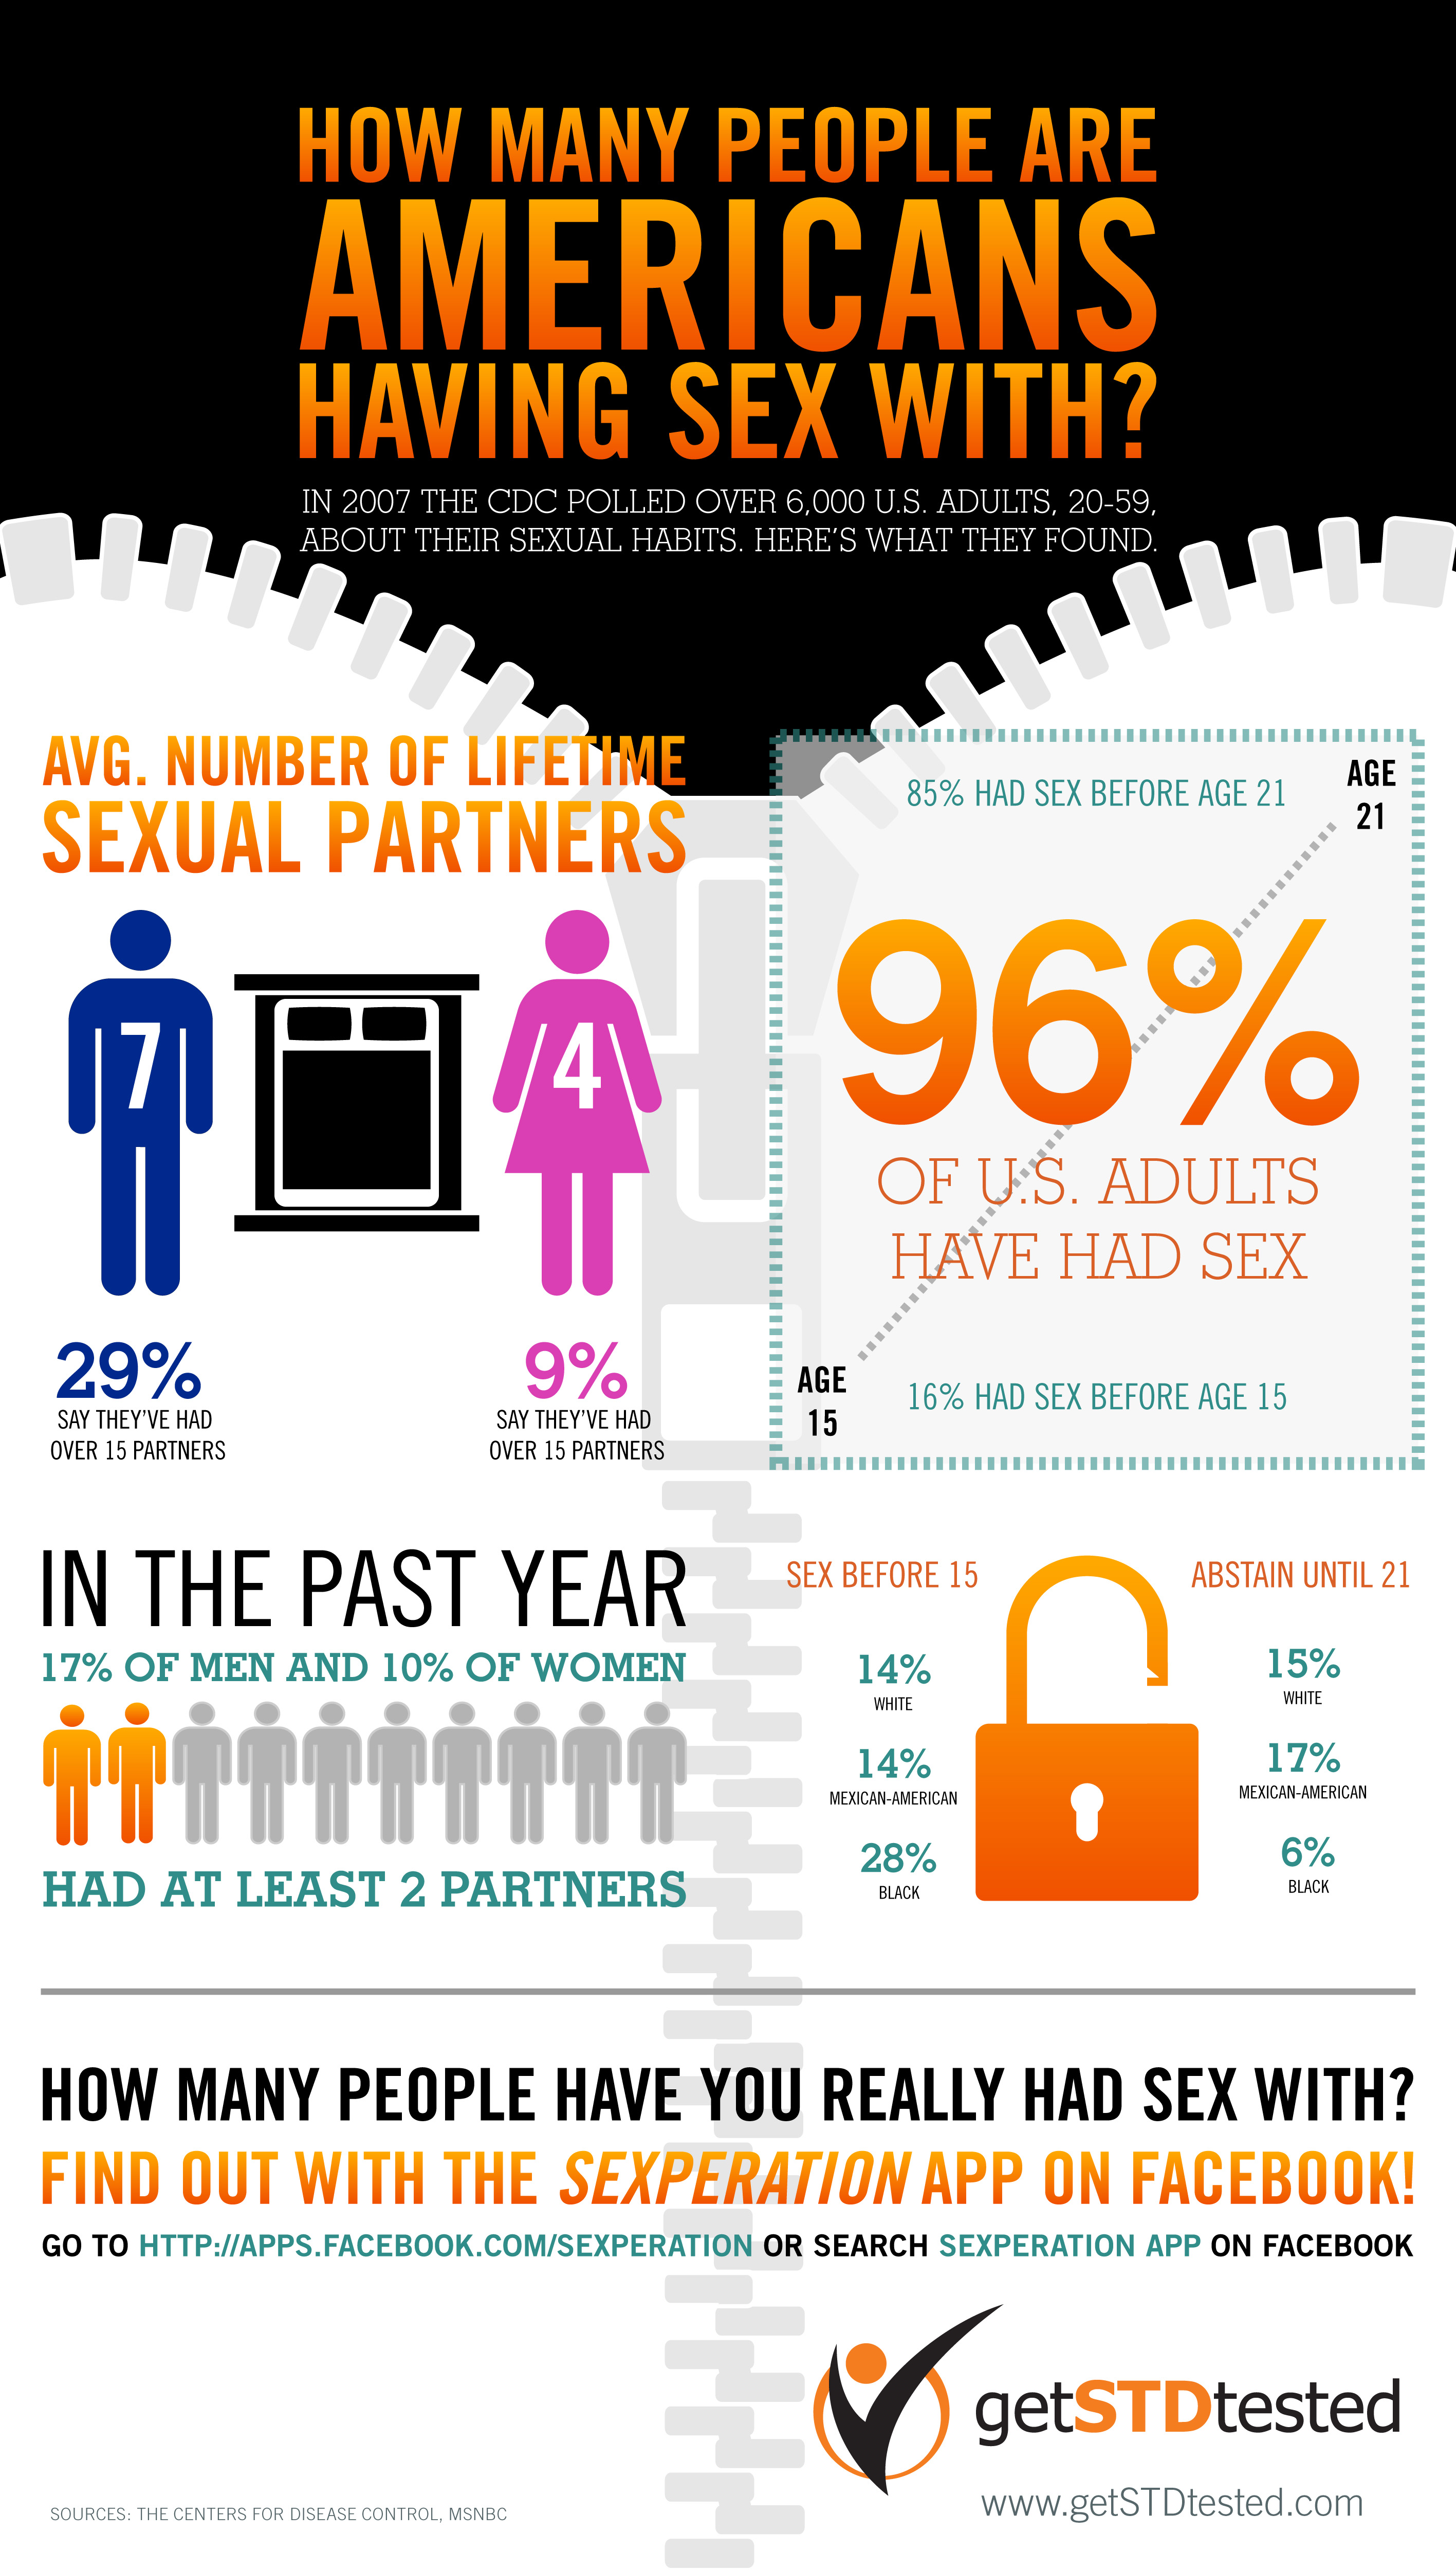 HOW MANY PEOPLE ARE
AMERICANS
HAVING SEX WITH?
IN 2007 THE CDC POLLED OVER 6,000 U.S. ADULTS, 20-59,
ABOUT THEIR SEXUAL HABITS. HERE'S WHAT THEY FOUND.
AVG. NUMBER OF LIFETIME
SEXUAL PARTNERS
7
4
29%
SAY THEY'VE HAD
OVER 15 PARTNERS
9%
SAY THEY'VE HAD
OVER 15 PARTNERS
85% HAD SEX BEFORE AGE 21
AGE
21
96%
OF U.S. ADULTS
HAVE HAD SEX
AGE
15
16% HAD SEX BEFORE AGE 15
IN THE PAST YEAR
17% OF MEN AND 10% OF WOMEN
HAD AT LEAST 2 PARTNERS
SEX BEFORE 15
14%
WHITE
14%
MEXICAN-AMERICAN
28%
BLACK
ABSTAIN UNTIL 21
15%
WHITE
17%
MEXICAN-AMERICAN
6%
BLACK
HOW MANY PEOPLE HAVE YOU REALLY HAD SEX WITH?
FIND OUT WITH THE SEXPERATION APP ON FACEBOOK!
GO TO HTTP://APPS.FACEBOOK.COM/SEXPERATION OR SEARCH SEXPERATION APP ON FACEBOOK
getSTDtested
www.getSTDtested.com
SOURCES: THE CENTERS FOR DISEASE CONTROL, MSNBC